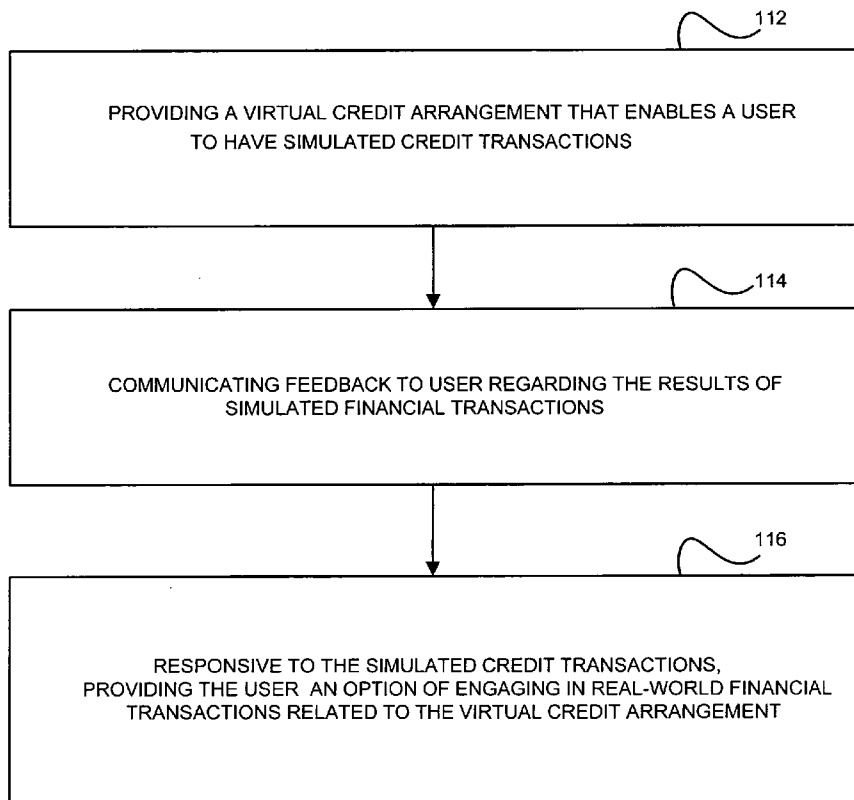 112
PROVIDING A VIRTUAL CREDIT ARRANGEMENT THAT ENABLES A USER
TO HAVE SIMULATED CREDIT TRANSACTIONS
114
COMMUNICATING FEEDBACK TO USER REGARDING THE RESULTS OF
SIMULATED FINANCIAL TRANSACTIONS
116
RESPONSIVE TO THE SIMULATED CREDIT TRANSACTIONS,
PROVIDING THE USER AN OPTION OF ENGAGING IN REAL-WORLD FINANCIAL
TRANSACTIONS RELATED TO THE VIRTUAL CREDIT ARRANGEMENT